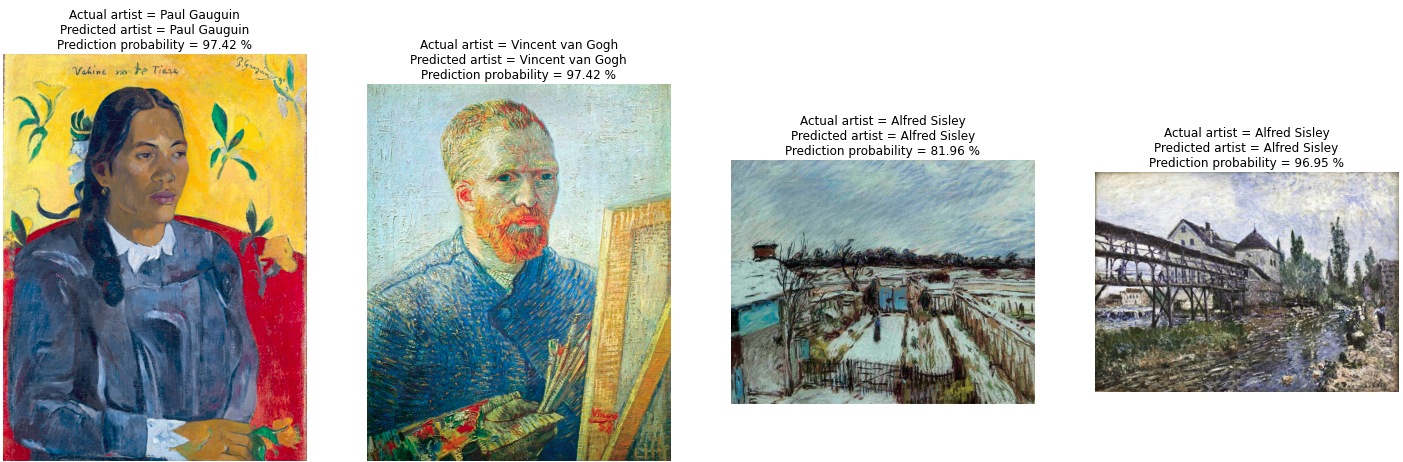 Actual artist = Paul Gauguin
Predicted artist = Paul Gauguin
Prediction probability = 97.42 %
Vahine no te Tiare
P. Gauguin
Actual artist = Vincent van Gogh
Predicted artist = Vincent van Gogh
Prediction probability = 97.42 %
Actual artist = Alfred Sisley
Predicted artist = Alfred Sisley
Prediction probability = 81.96 %
Actual artist = Alfred Sisley
Predicted artist = Alfred Sisley
Prediction probability = 96.95 %